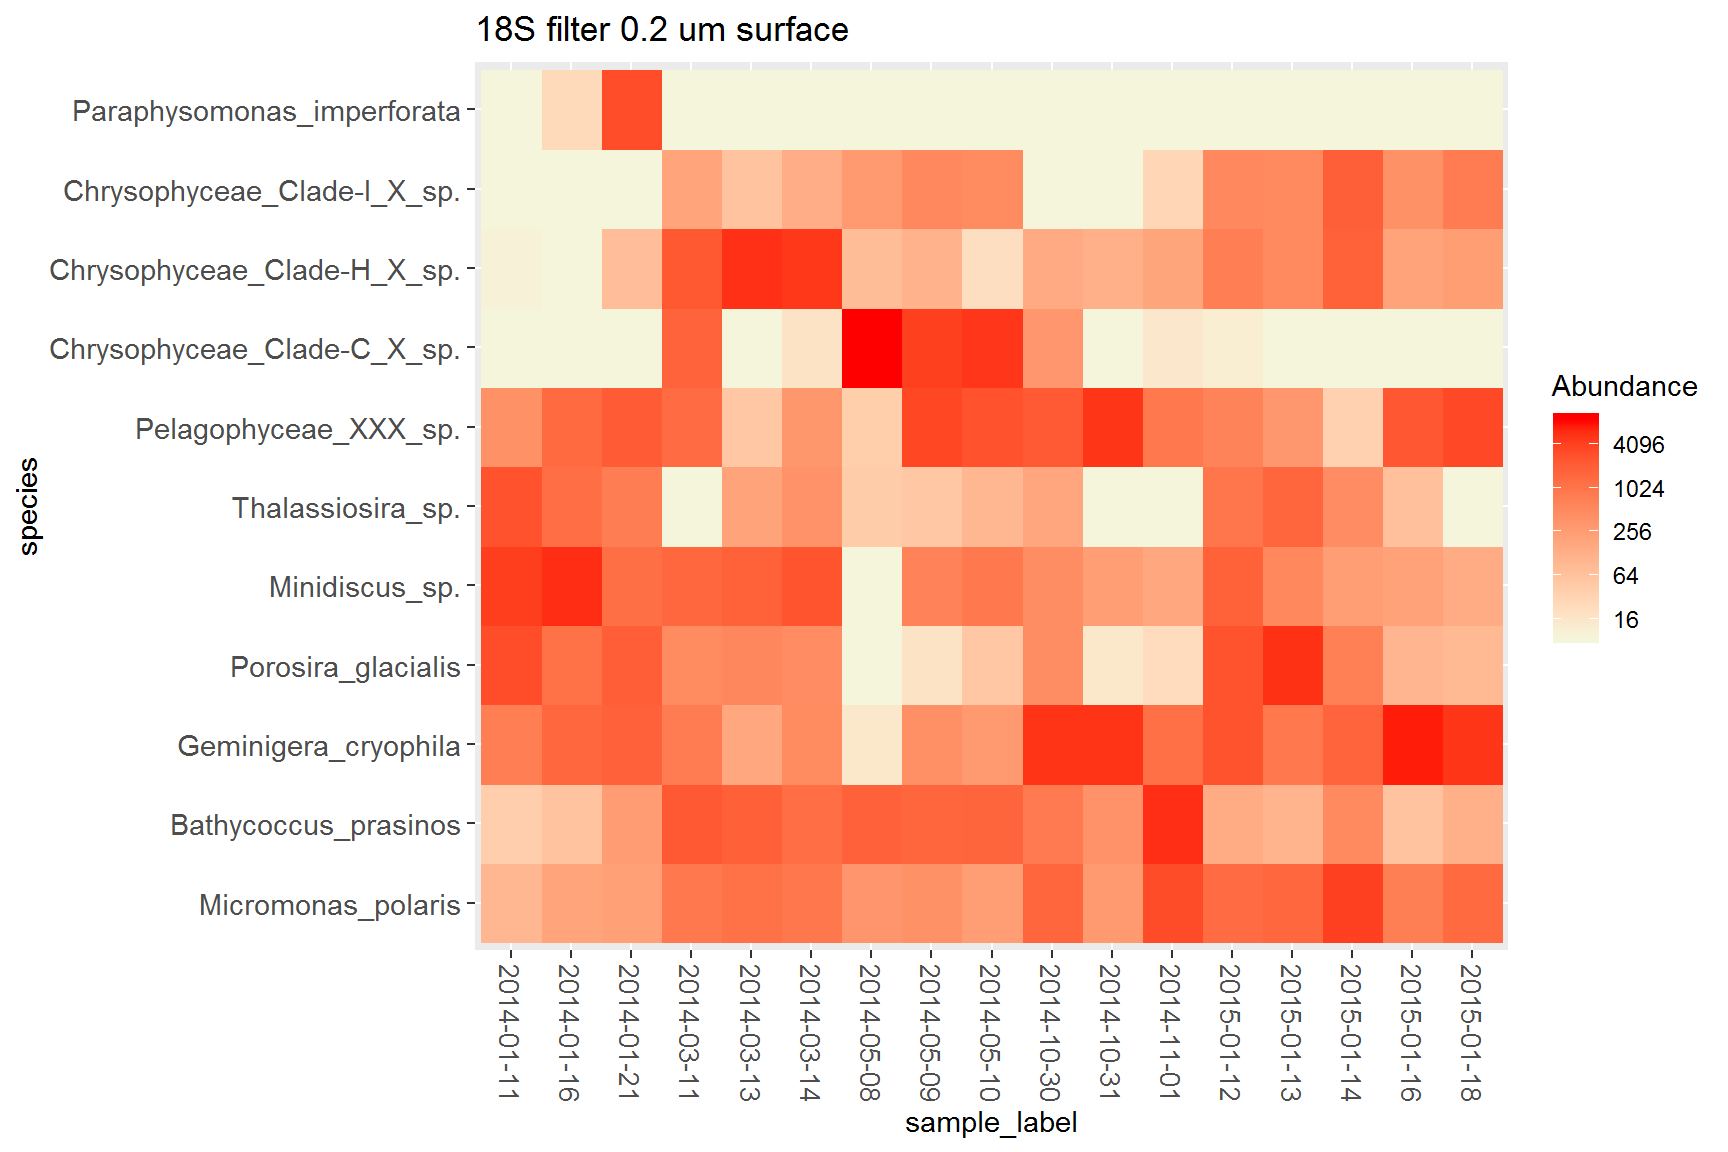 18S filter 0.2 um surface
species
Paraphysomonas_imperforata
Chrysophyceae_Clade-I_X_sp.
Chrysophyceae_Clade-H_X_sp.
Chrysophyceae_Clade-C_X_sp.
Pelagophyceae_XXX_sp.
Thalassiosira_sp.
Minidiscus_sp.
Porosira_glacialis
Geminigera_cryophila
Bathycoccus_prasinos
Micromonas_polaris
2014-01-11
2014-01-16
2014-01-21
2014-03-11
2014-03-13
2014-03-14
2014-05-08
2014-05-09
2014-05-10
2014-10-30
2014-10-31
2014-11-01
2015-01-12
2015-01-13
2015-01-14
2015-01-16
2015-01-18
sample_label
Abundance
4096
1024
256
64
16